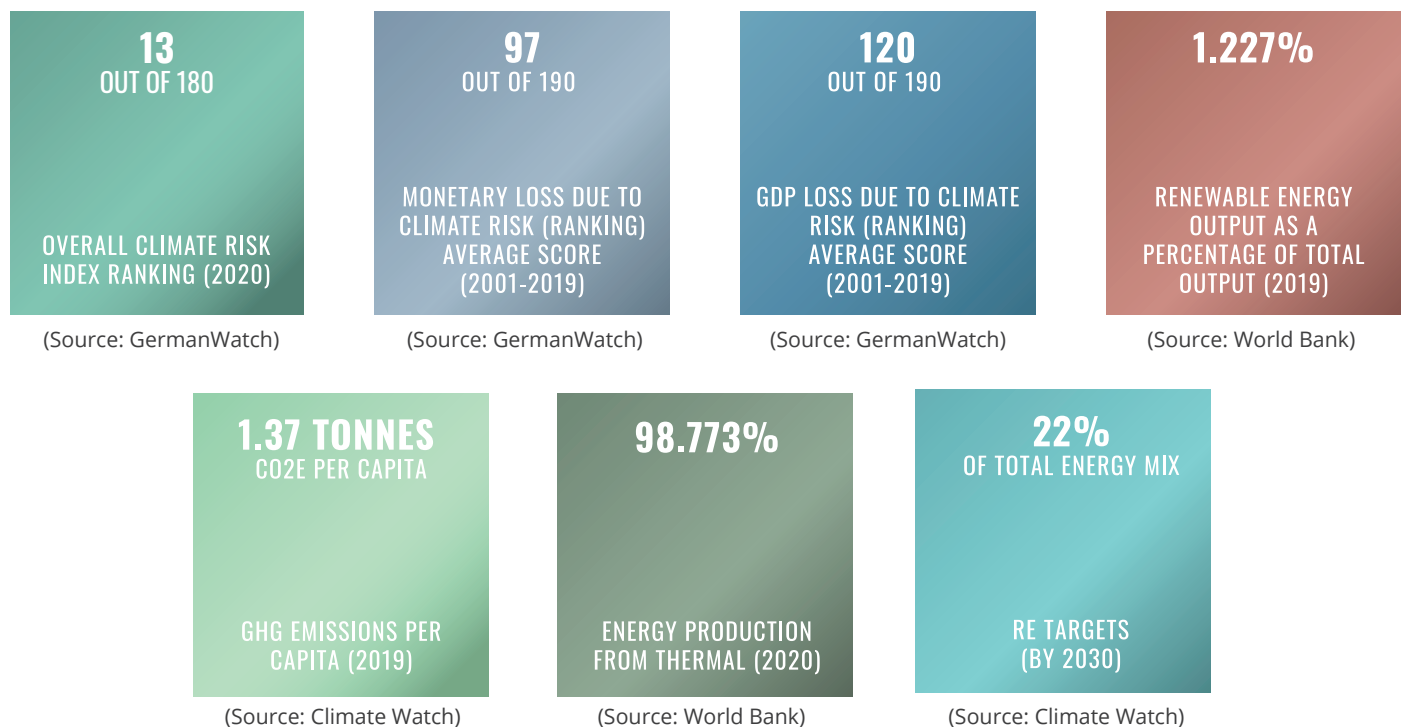 13
OUT OF 180
OVERALL CLIMATE RISK
INDEX RANKING (2020)
(Source: GermanWatch)
97
OUT OF 190
MONETARY LOSS DUE TO
CLIMATE RISK (RANKING)
AVERAGE SCORE
(2001-2019)
(Source: GermanWatch)
120
OUT OF 190
GDP LOSS DUE TO CLIMATE
RISK (RANKING)
AVERAGE SCORE
(2001-2019)
(Source: GermanWatch)
1.227%
RENEWABLE ENERGY
OUTPUT AS A
PERCENTAGE OF TOTAL
OUTPUT (2019)
(Source: World Bank)
1.37 TONNES
CO2E PER CAPITA
GHG EMISSIONS PER
CAPITA (2019)
(Source: Climate Watch)
98.773%
ENERGY PRODUCTION
FROM THERMAL (2020)
(Source: World Bank)
22%
OF TOTAL ENERGY MIX
RE TARGETS
(BY 2030)
(Source: Climate Watch)